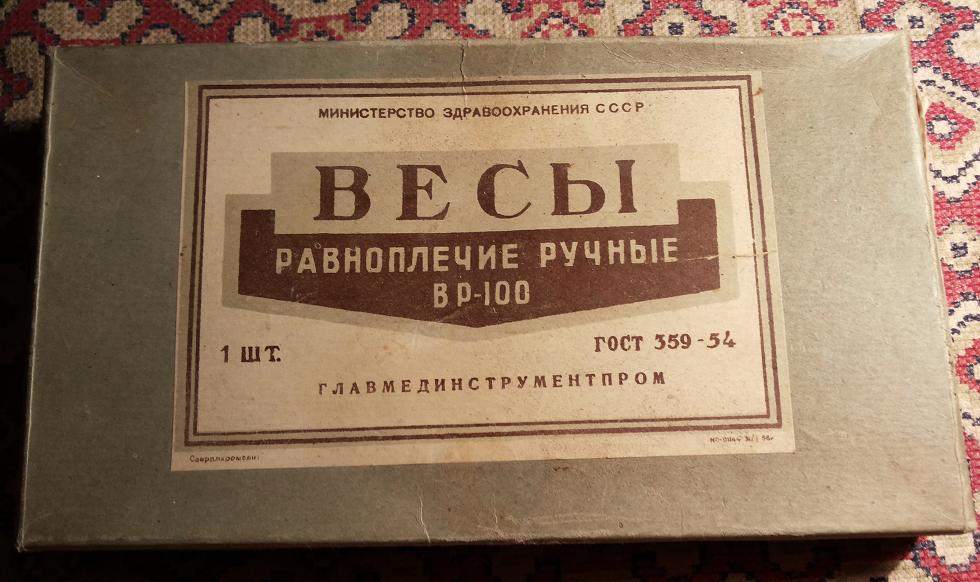 МИНИСТЕРСТВО ЗДРАВООХРАНЕНИЯ СССР
ВЕСЫ
РАВНОПЛЕЧИЕ РУЧНЫЕ
ВР-100
1 ШТ.
ГОСТ 359-54
ГЛАВМЕДИНСТРУМЕНТПРОМ